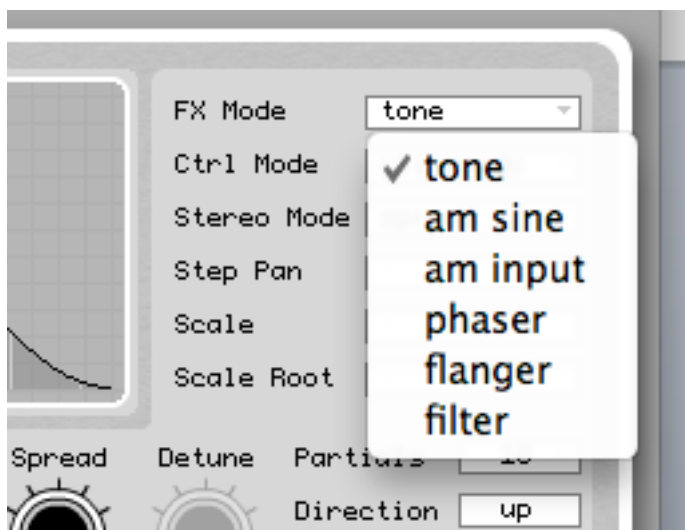 FX Mode tone
Ctrl Mode
Stereo Mode
Step Pan
Scale
Scale Root
✓ tone
am sine
am input
phaser
flanger
filter
Spread Detune Partials
Direction up